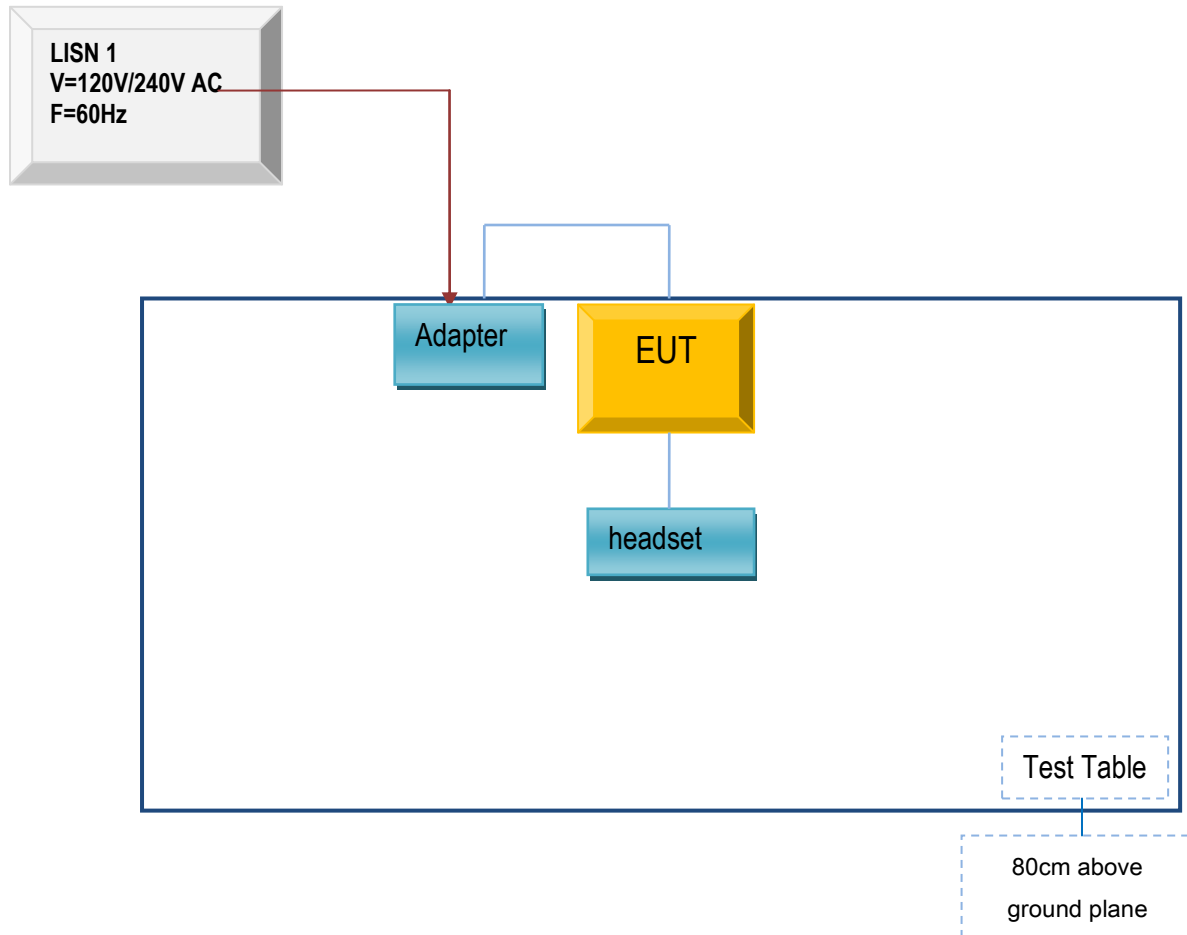 LISN 1
V=120V/240V AC
F=60Hz
Adapter
EUT
headset
Test Table
80cm above
ground plane